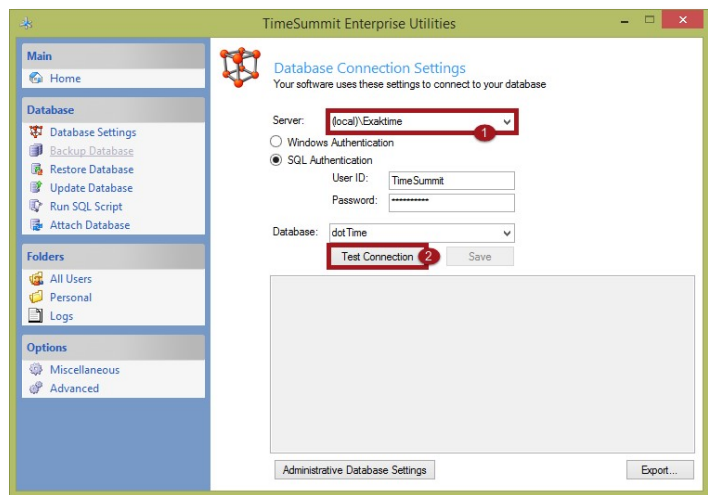 TimeSummit Enterprise Utilities
Main
Home
Database
Database Settings
Backup Database
Restore Database
Update Database
Run SQL Script
Attach Database
Folders
All Users
Personal
Logs
Options
Miscellaneous
Advanced
Database Connection Settings
Your software uses these settings to connect to your database
Server: (local)\Exaktime
1
Windows Authentication
SQL Authentication
User ID: TimeSummit
Password: **********
Database: dotTime
Test Connection 2 Save
Administrative Database Settings Export...